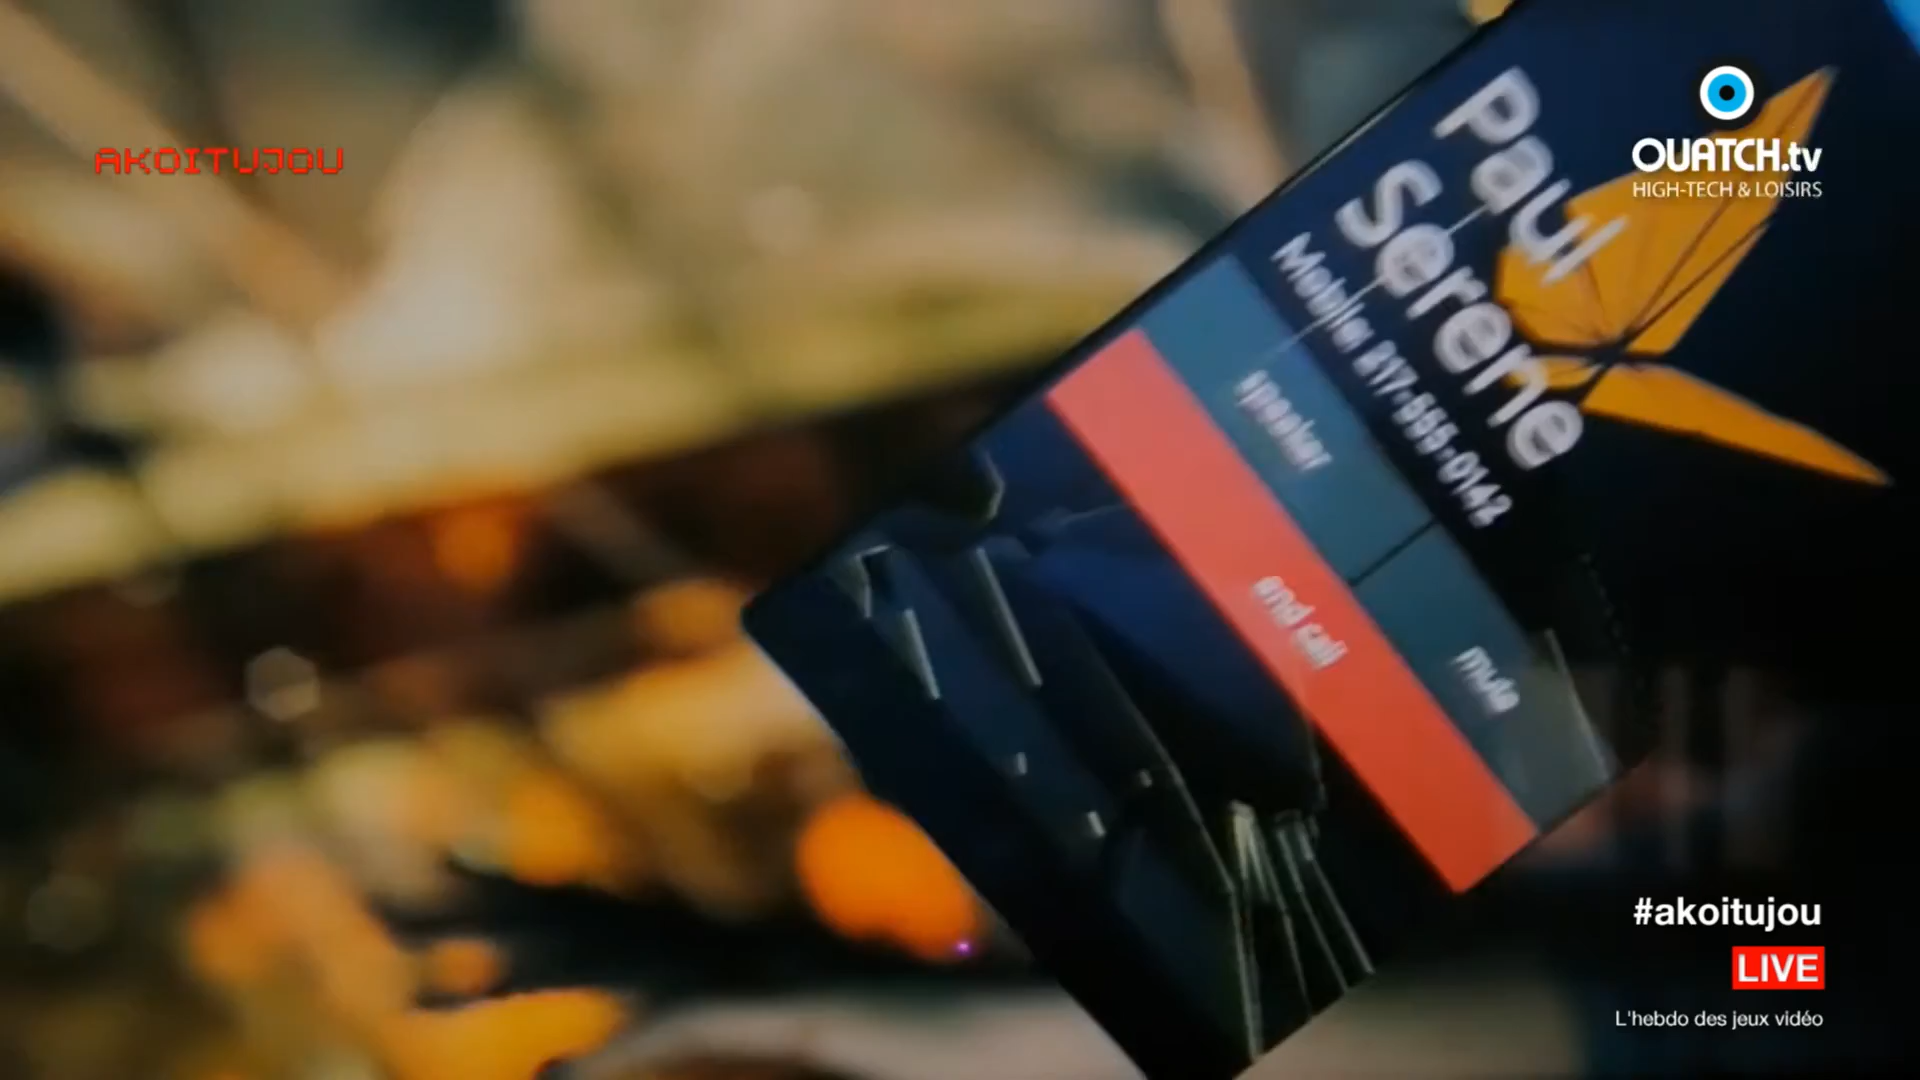 AKOITUJOU
OUATCH.tv
HIGH-TECH & LOISIRS
Paul
Serene
Mobile: 217-555-0142
speaker
mute
end call
#akoitujou
LIVE
L'hebdo des jeux vidéo